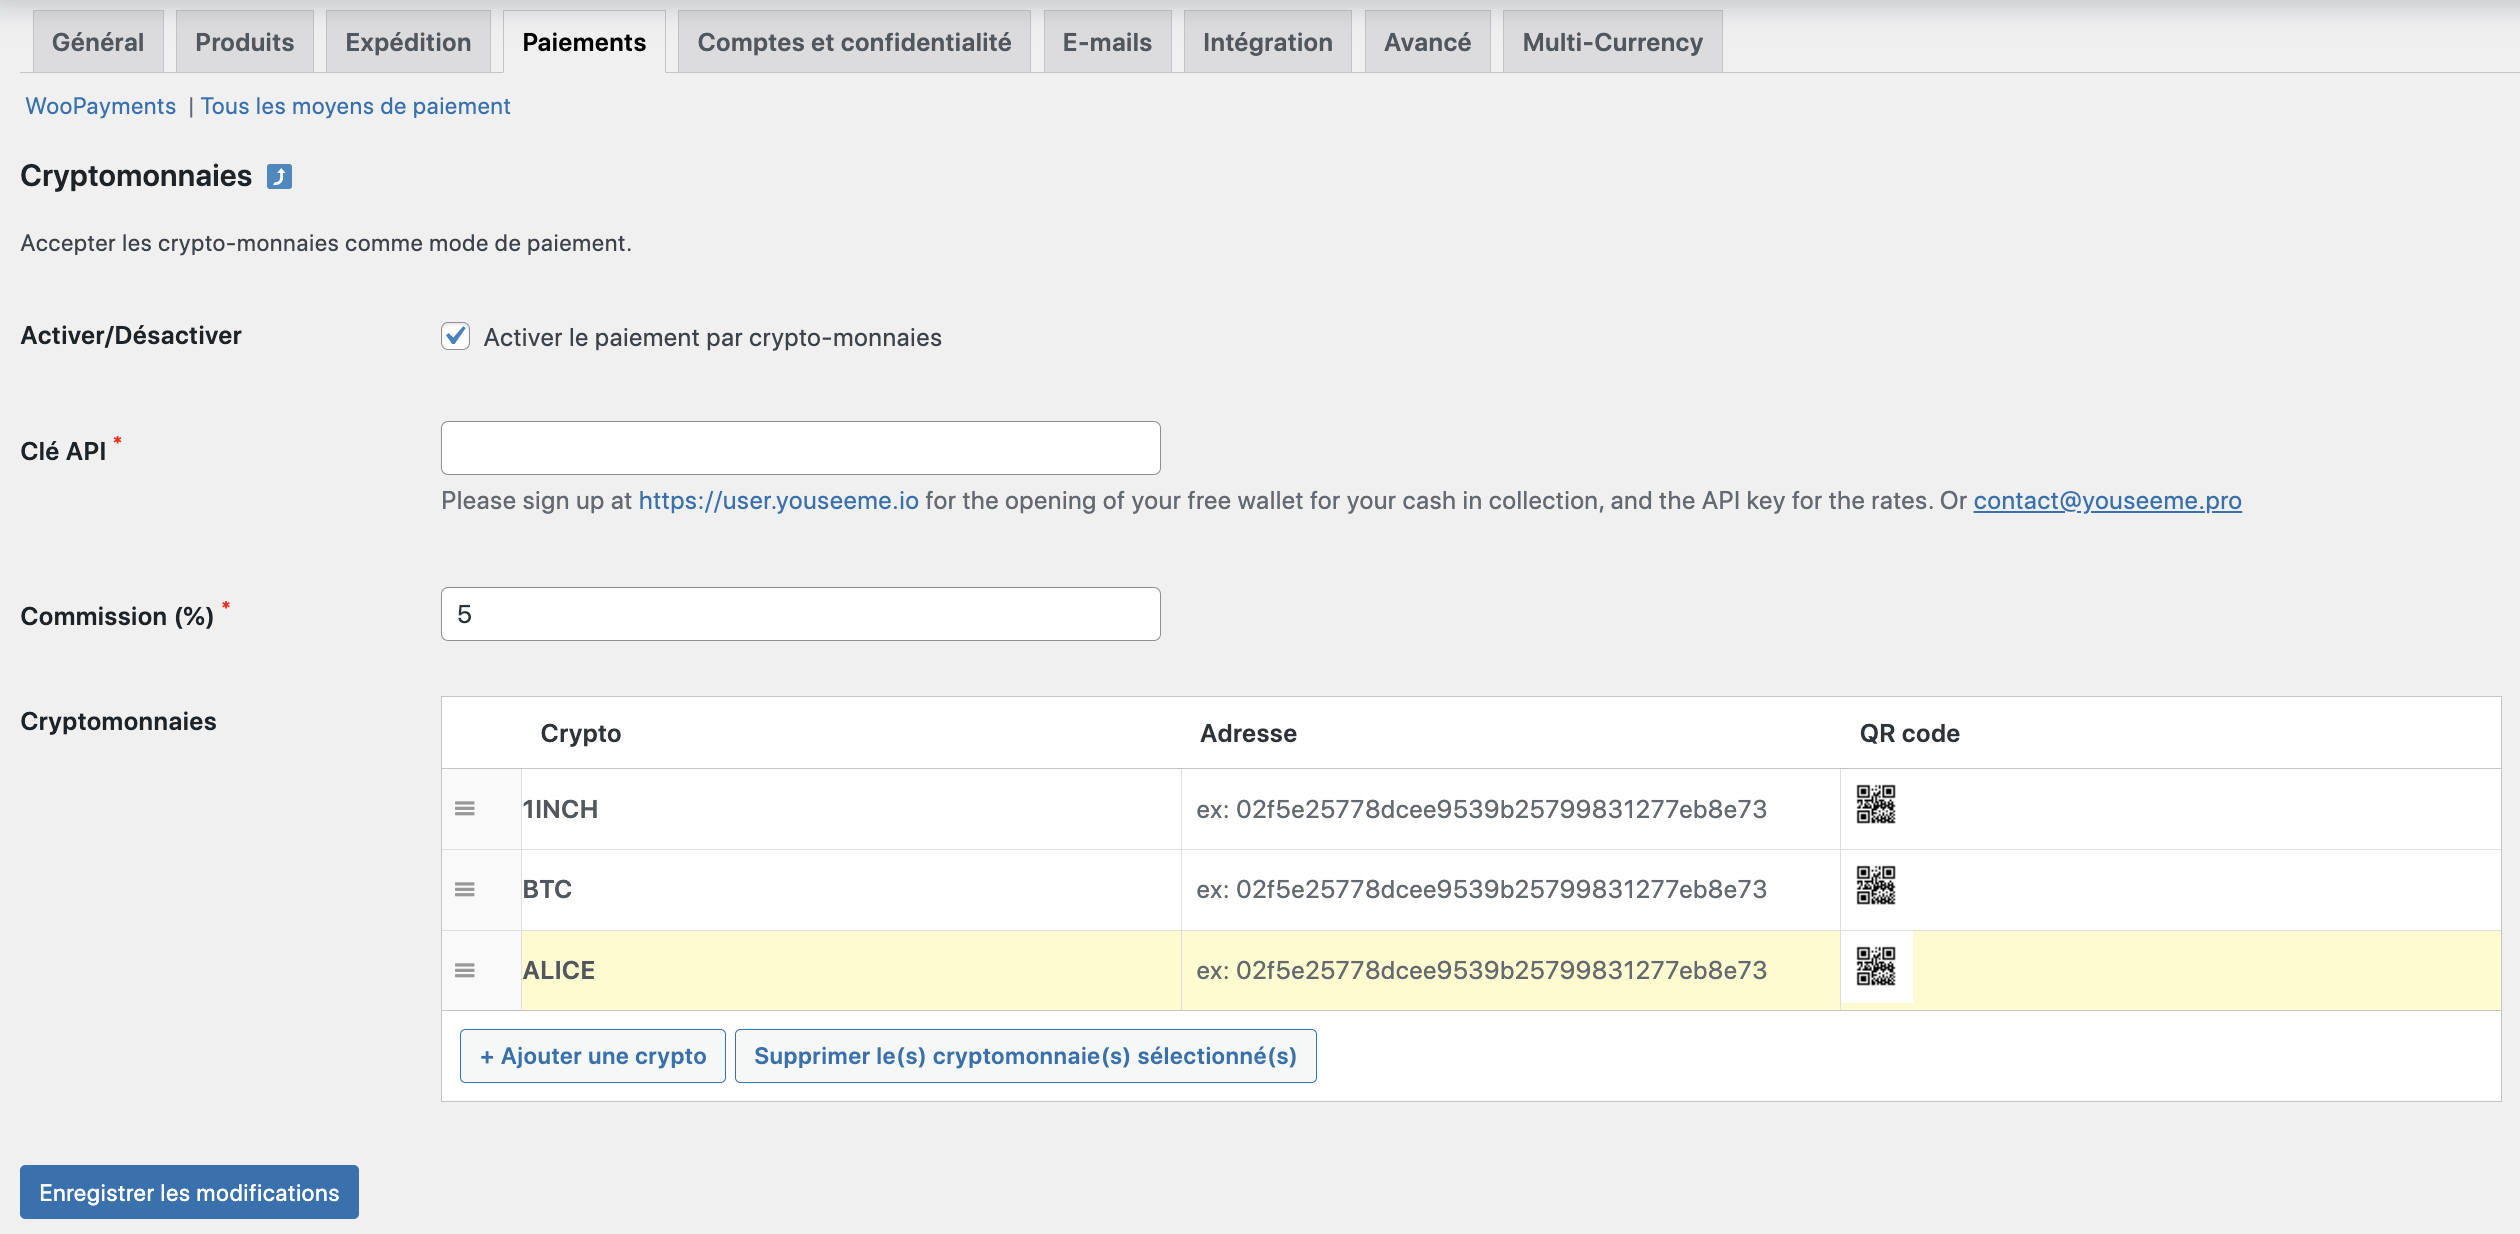 Général Produits Expédition Paiements Comptes et confidentialité E-mails Intégration Avancé Multi-Currency
WooPayments | Tous les moyens de paiement
Cryptomonnaies ⤴
Accepter les crypto-monnaies comme mode de paiement.
Activer/Désactiver Activer le paiement par crypto-monnaies
Clé API *
Please sign up at https://user.youseeme.io for the opening of your free wallet for your cash in collection, and the API key for the rates. Or contact@youseeme.pro
Commission (%) * 5
Cryptomonnaies Crypto Adresse QR code
1INCH ex: 02f5e25778dcee9539b25799831277eb8e73
BTC ex: 02f5e25778dcee9539b25799831277eb8e73
ALICE ex: 02f5e25778dcee9539b25799831277eb8e73
+ Ajouter une crypto Supprimer le(s) cryptomonnaie(s) sélectionné(s)
Enregistrer les modifications